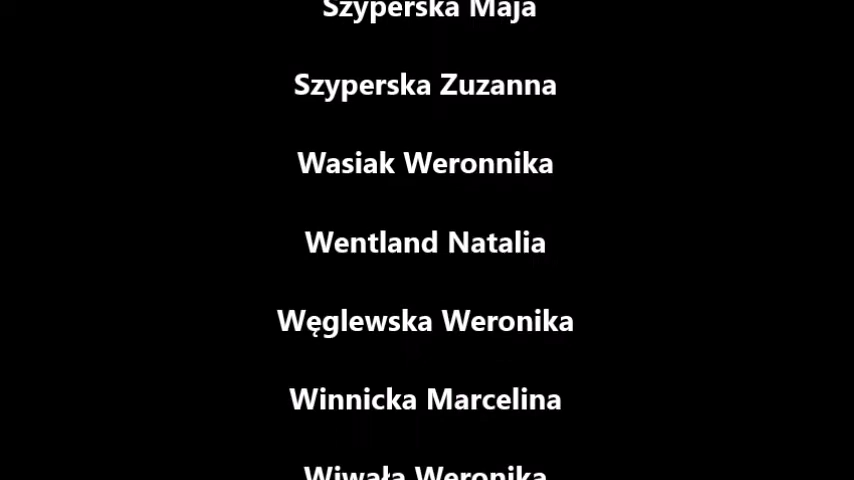 Szyperska Maja
Szyperska Zuzanna
Wasiak Weronnika
Wentland Natalia
Węglewska Weronika
Winnicka Marcelina
Wiwała Weronika